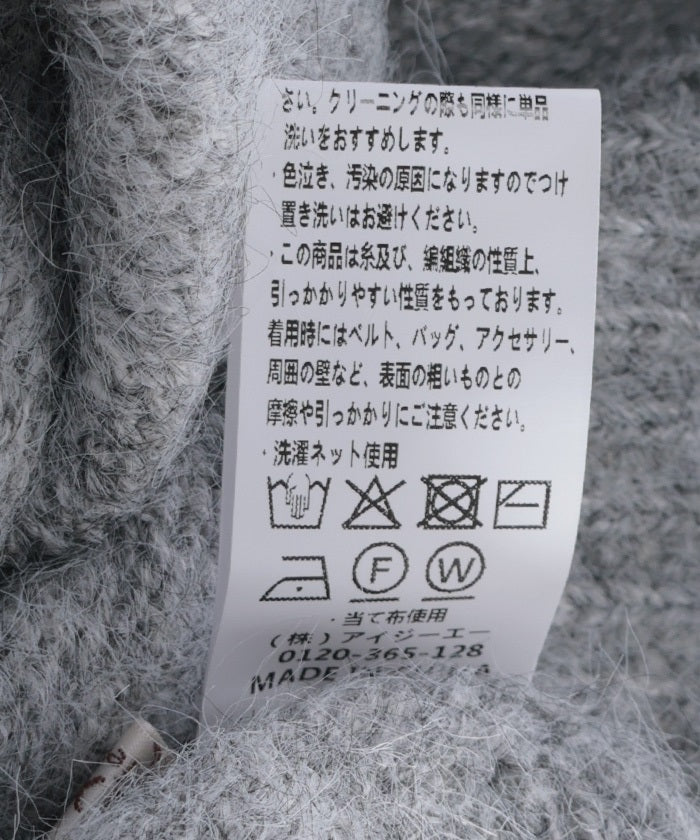 さい。クリーニングの際も同様に単品
洗いをおすすめします。
・色泣き、汚染の原因になりますのでつけ
置き洗いはお避けください。
・この商品は糸及び、編組織の性質上、
引っかかりやすい性質をもっております。
着用時にはベルト、バッグ、アクセサリー、
周囲の壁など、表面の粗いものとの
摩擦や引っかかりにご注意ください。
・洗濯ネット使用
F W
・当て布使用
(株)アイジーエー
0120-365-128
MADE